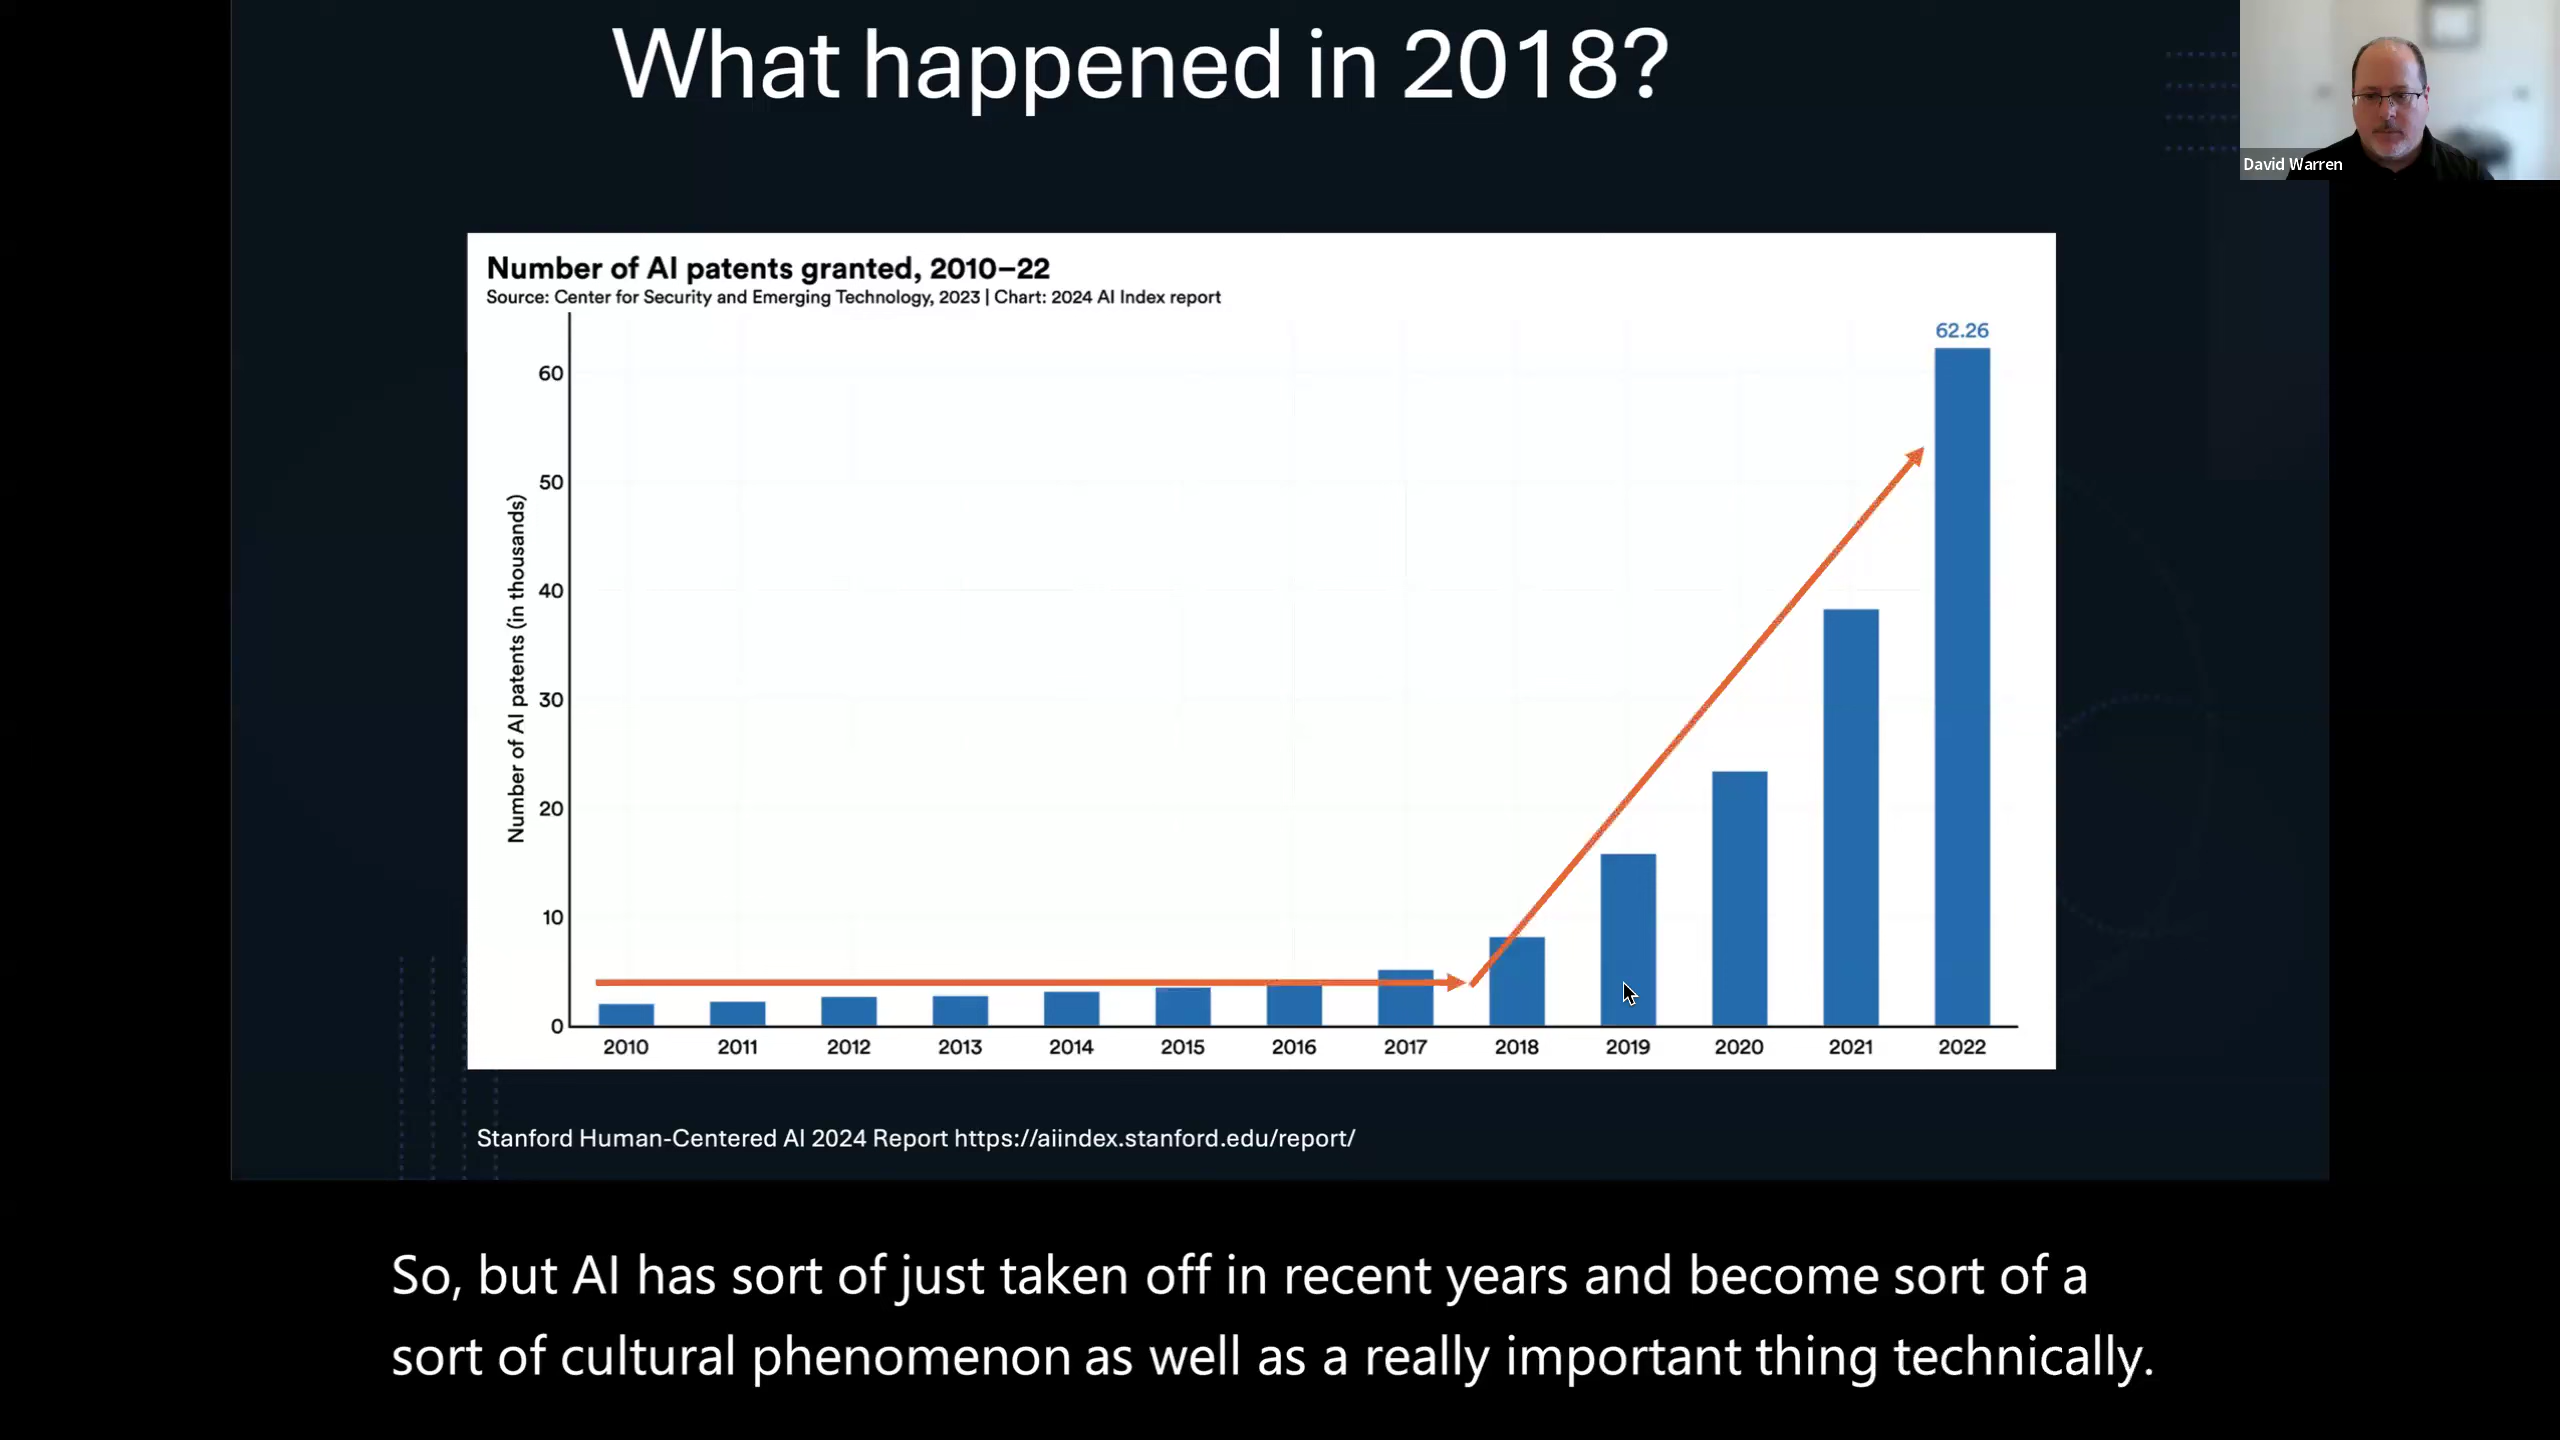 What happened in 2018?
David Warren
Number of AI patents granted, 2010–22
Source: Center for Security and Emerging Technology, 2023 | Chart: 2024 AI Index report
Number of AI patents (in thousands)
60
50
40
30
20
10
0
62.26
2010 2011 2012 2013 2014 2015 2016 2017 2018 2019 2020 2021 2022
Stanford Human-Centered AI 2024 Report https://aiindex.stanford.edu/report/
So, but AI has sort of just taken off in recent years and become sort of a
sort of cultural phenomenon as well as a really important thing technically.